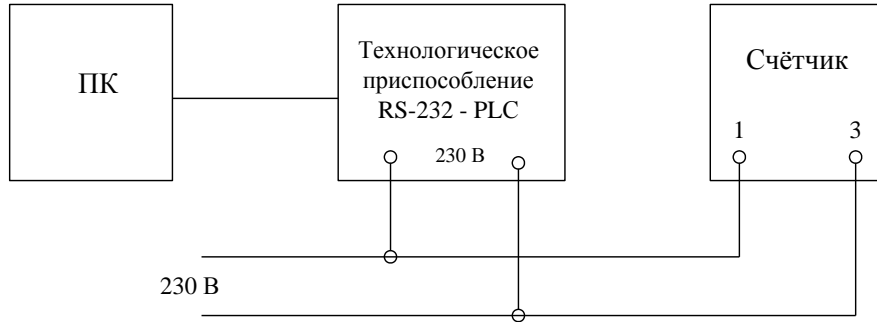 ПК
Технологическое
приспособление
RS-232 - PLC
230 В
Счётчик
1
3
230 В